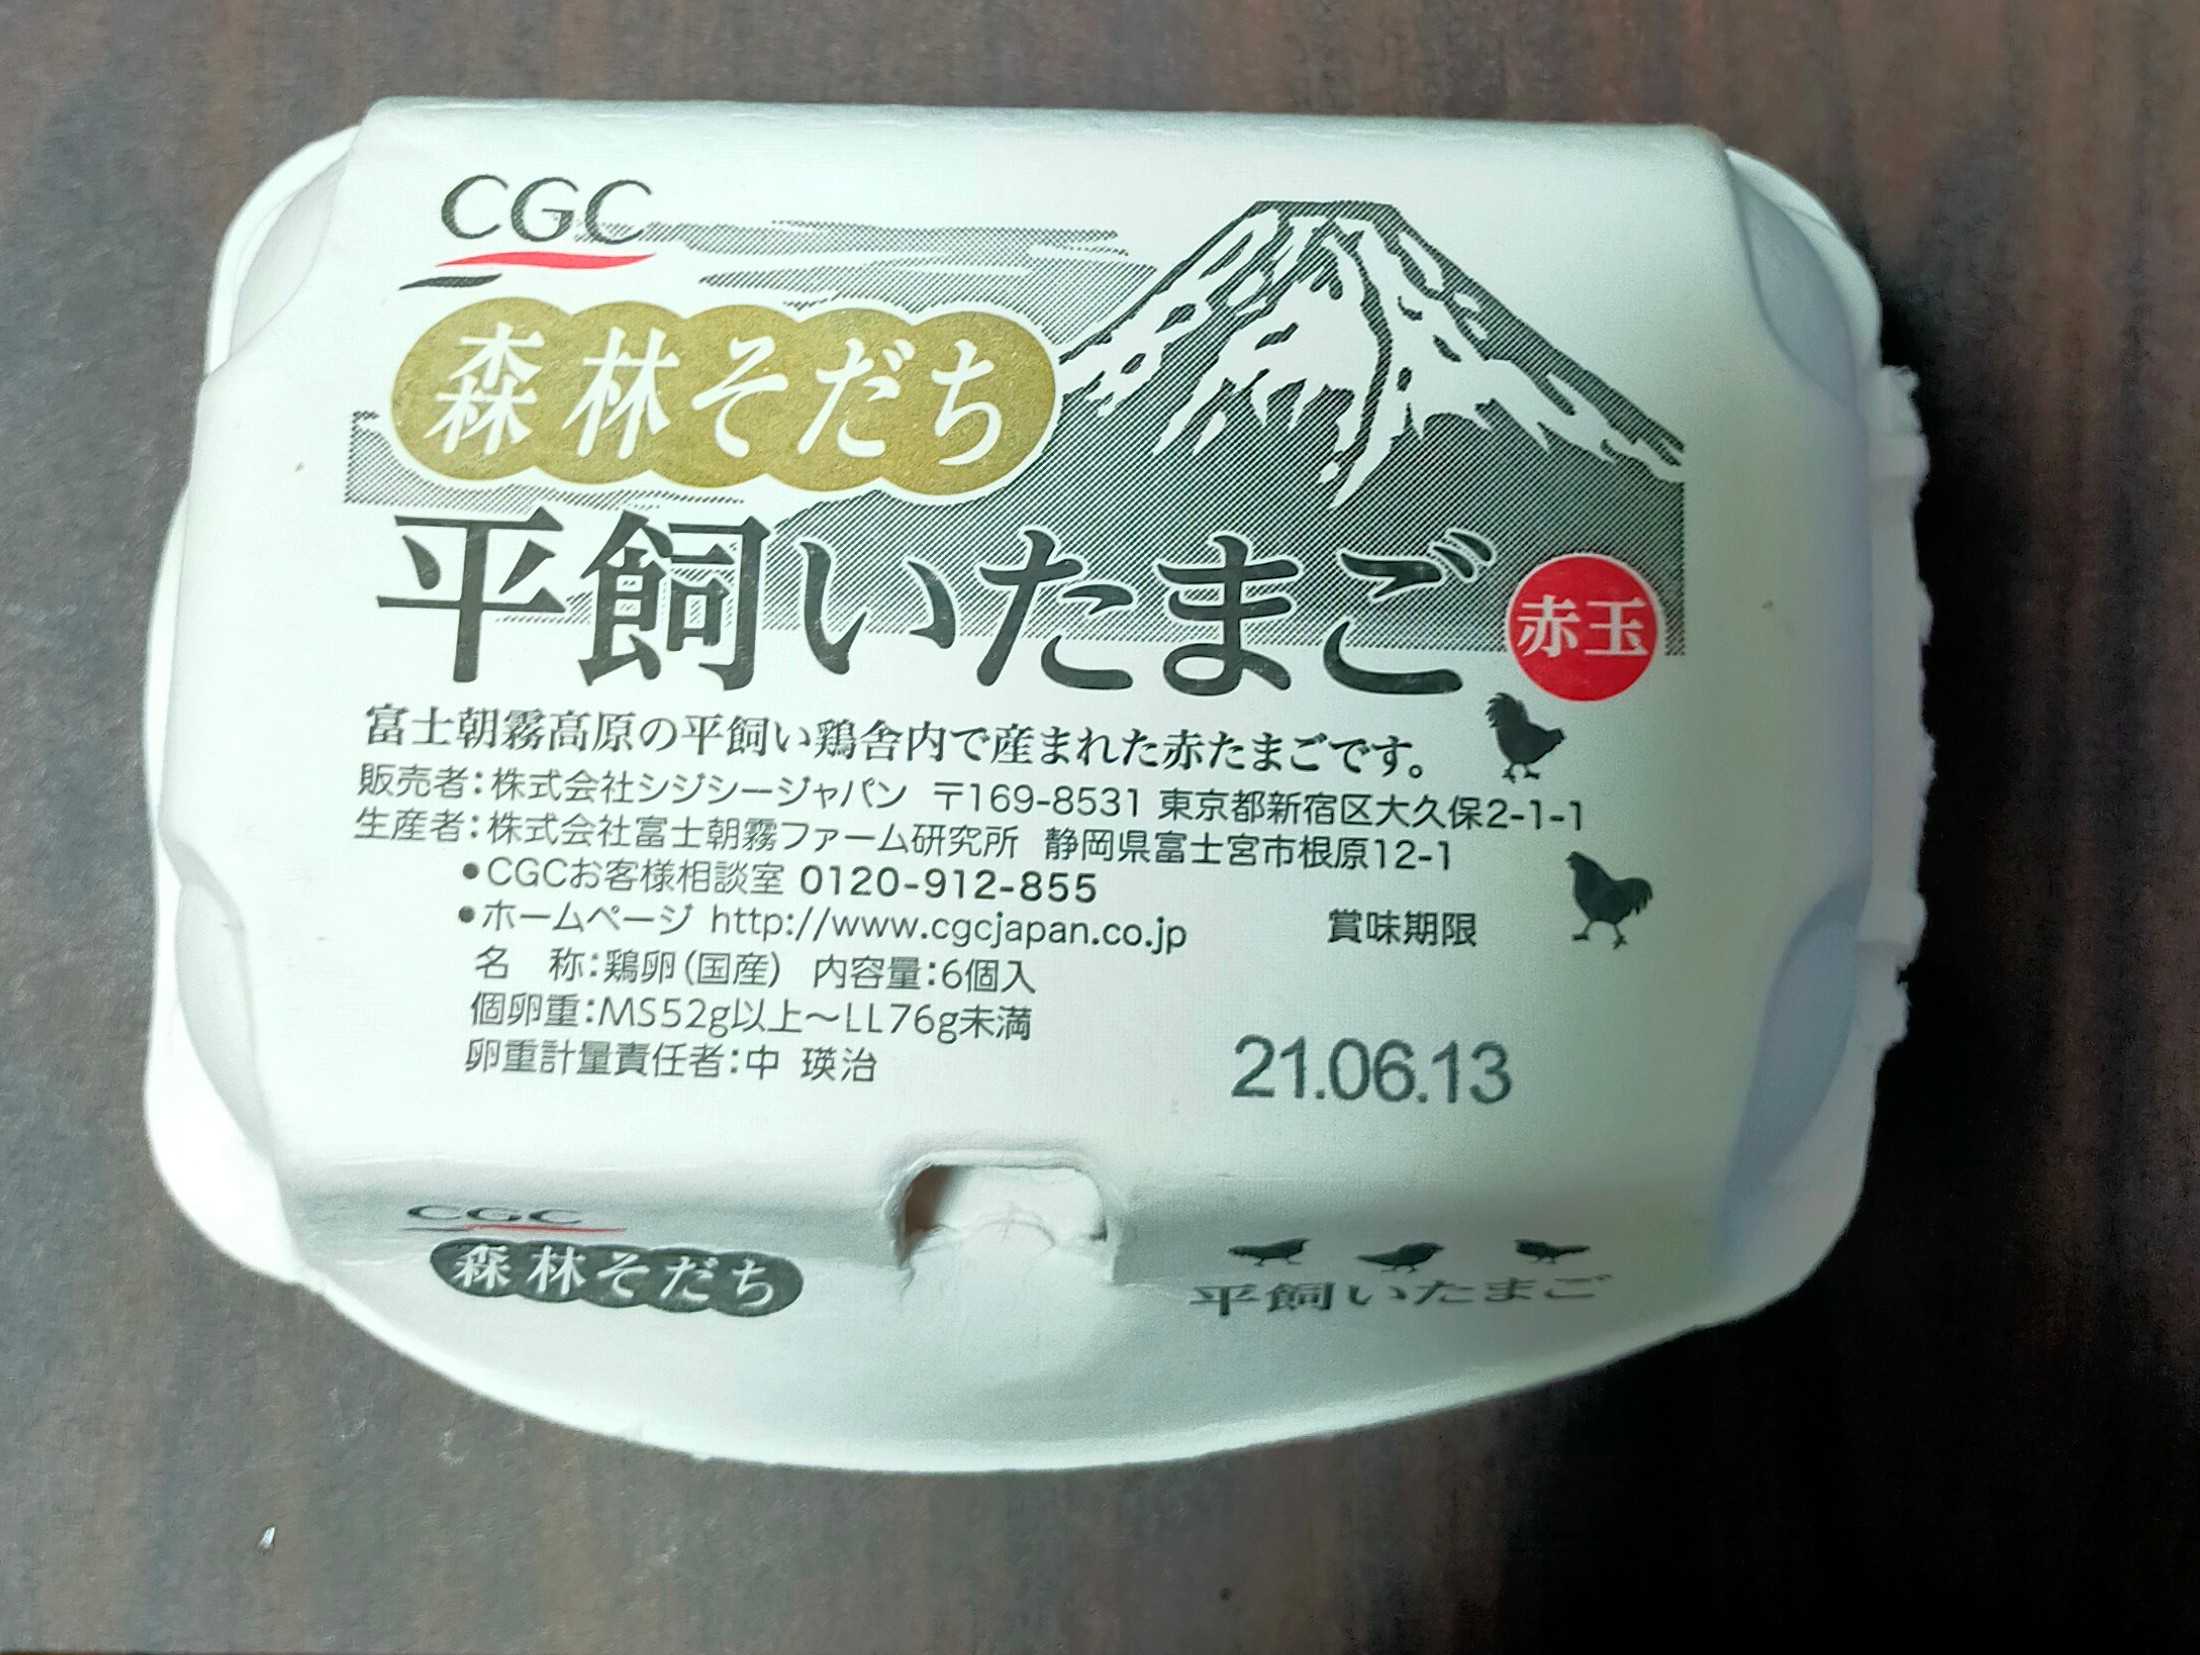 CGC
森林そだち
平飼いたまご
赤玉
富士朝霧高原の平飼い鶏舎内で産まれた赤たまごです。
販売者:株式会社シジシージャパン 〒169-8531 東京都新宿区大久保2-1-1
生産者:株式会社富士朝霧ファーム研究所 静岡県富士宮市根原12-1
•CGCお客様相談室 0120-912-855
•ホームページ http://www.cgcjapan.co.jp
賞味期限
名 称:鶏卵(国産) 内容量:6個入
個卵重:MS52g以上〜LL76g未満
卵重計量責任者:中 瑛治
21.06.13
CGC
森林そだち
平飼いたまご